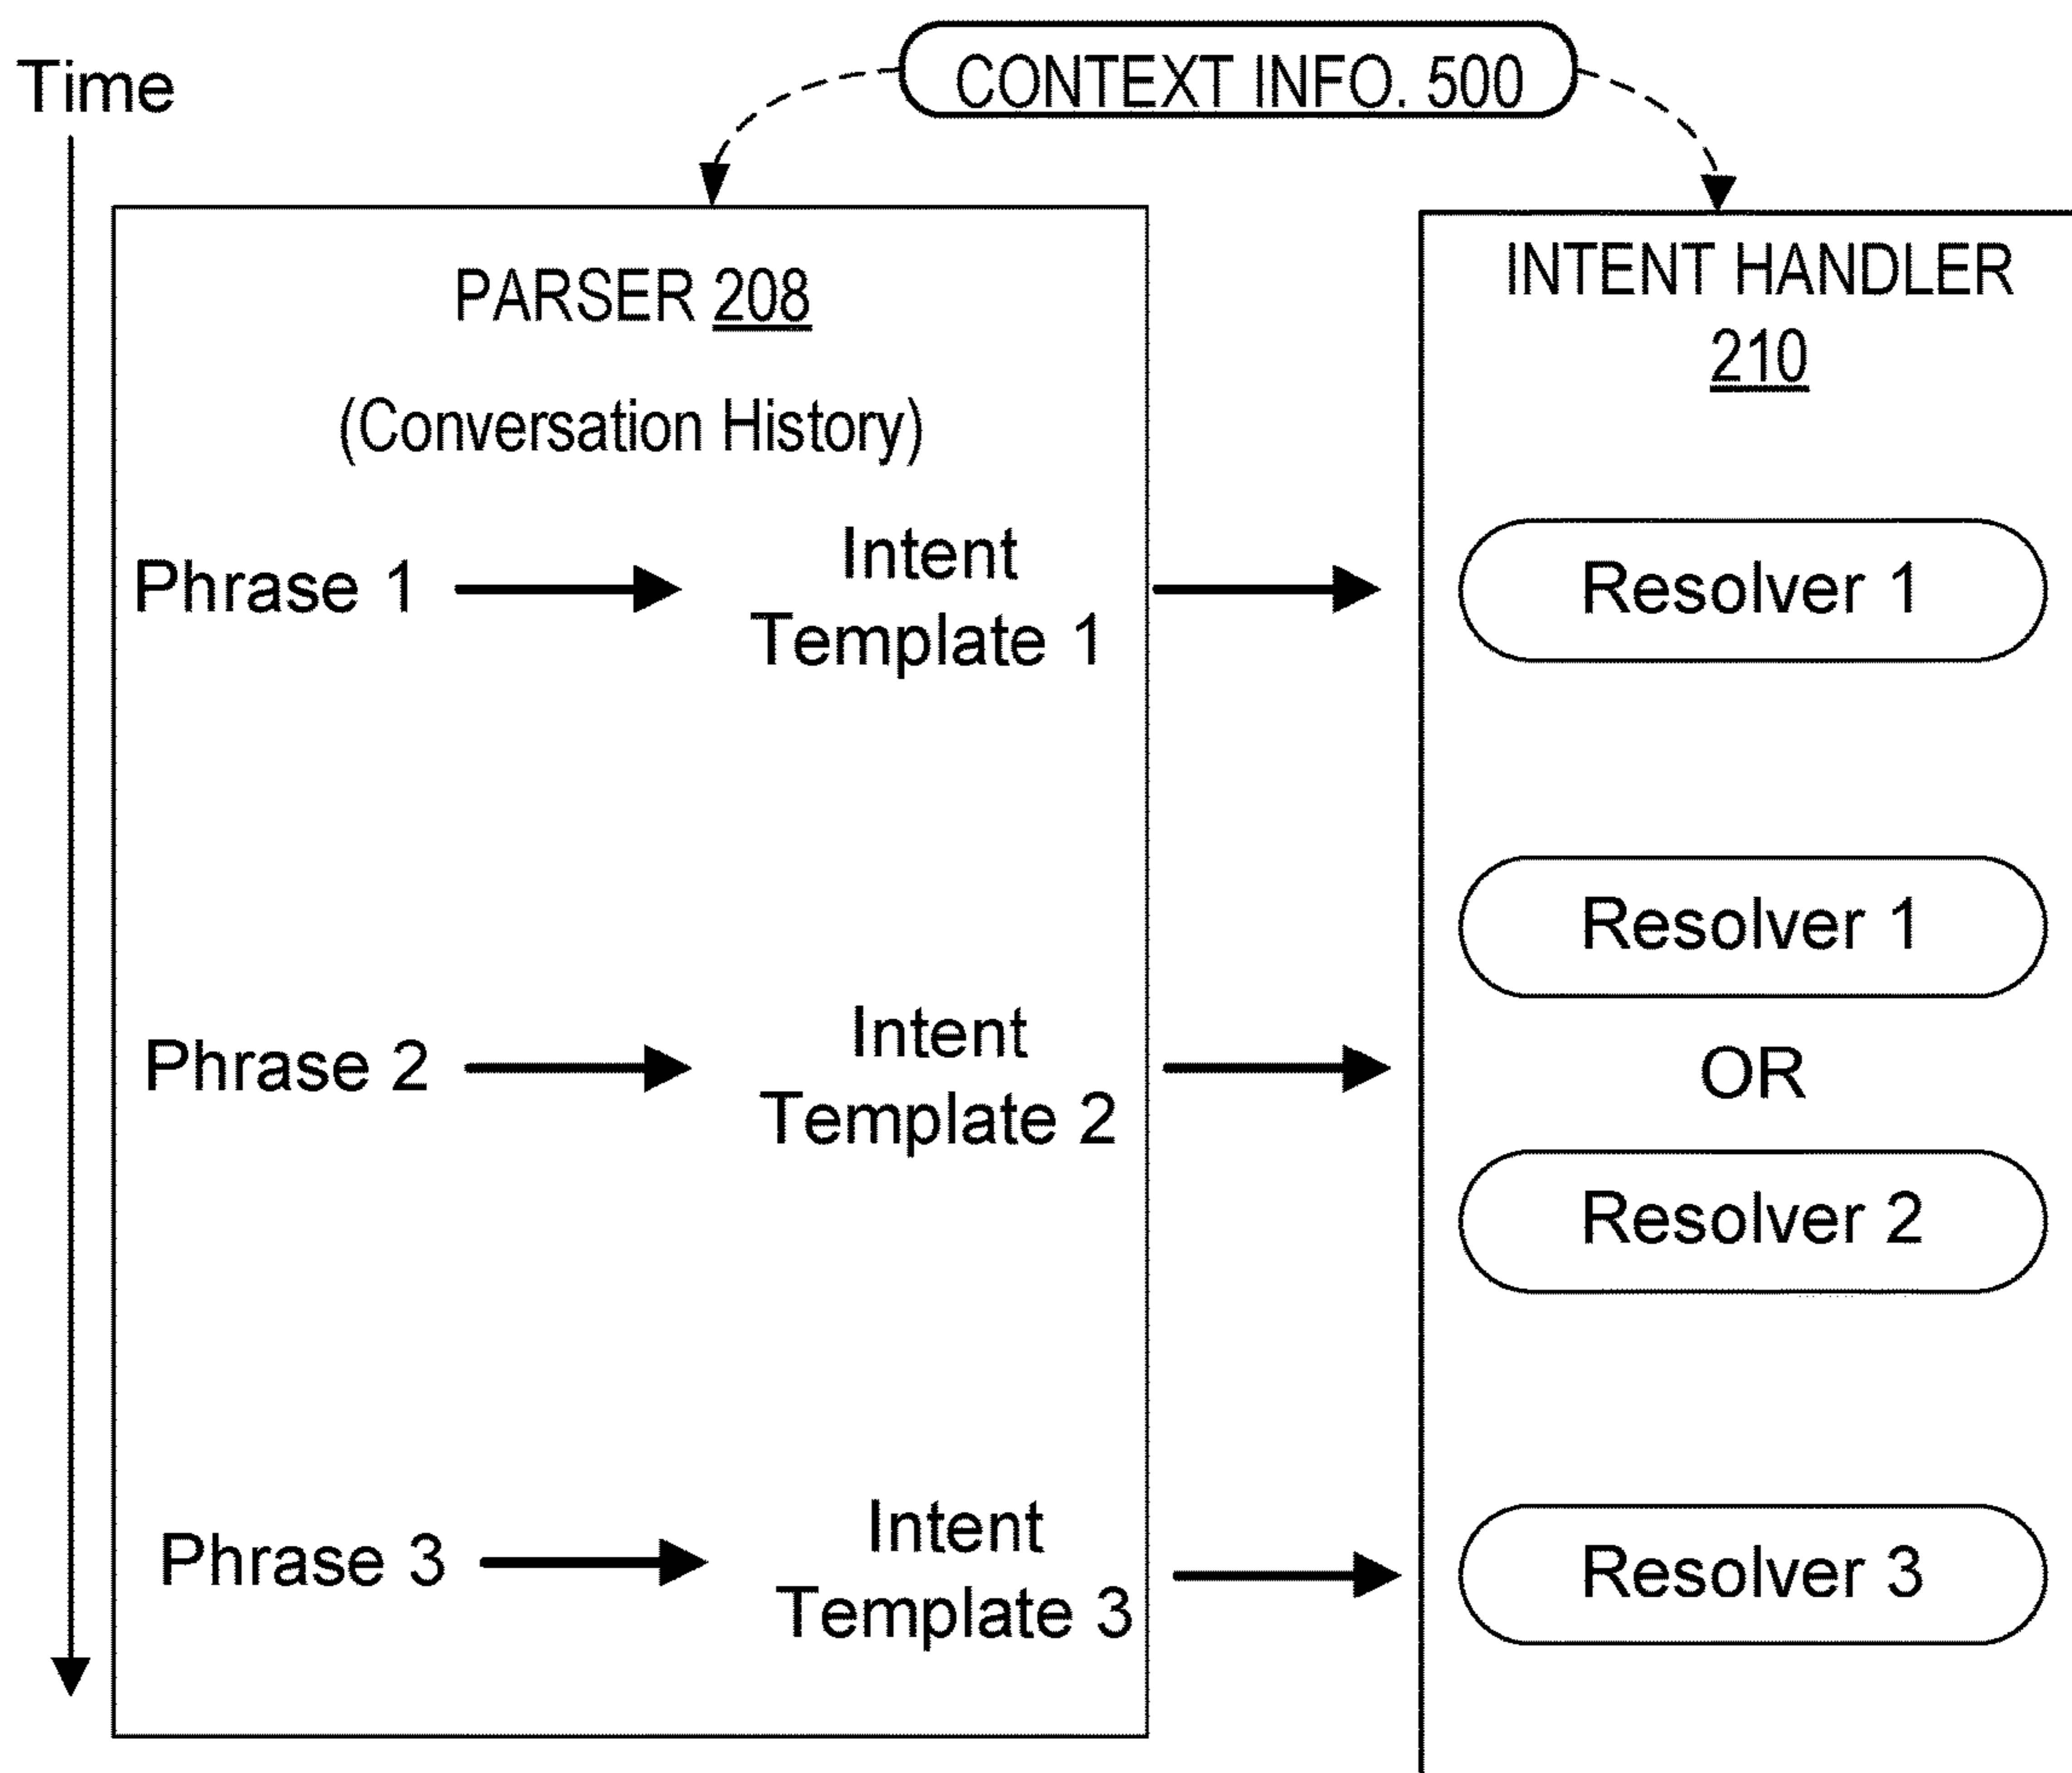 Time
CONTEXT INFO. 500
PARSER 208
(Conversation History)
INTENT HANDLER
210
Phrase 1
Intent
Template 1
Resolver 1
Resolver 1
Phrase 2
Intent
Template 2
OR
Resolver 2
Phrase 3
Intent
Template 3
Resolver 3